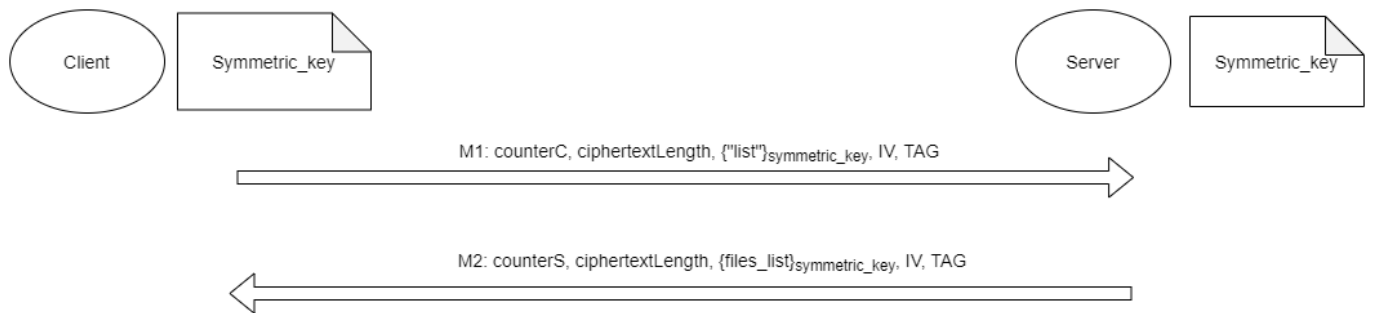 Client
Symmetric_key
Server
Symmetric_key
M1: counterC, ciphertextLength, {"list"}symmetric_key, IV, TAG
M2: counterS, ciphertextLength, {files_list}symmetric_key, IV, TAG